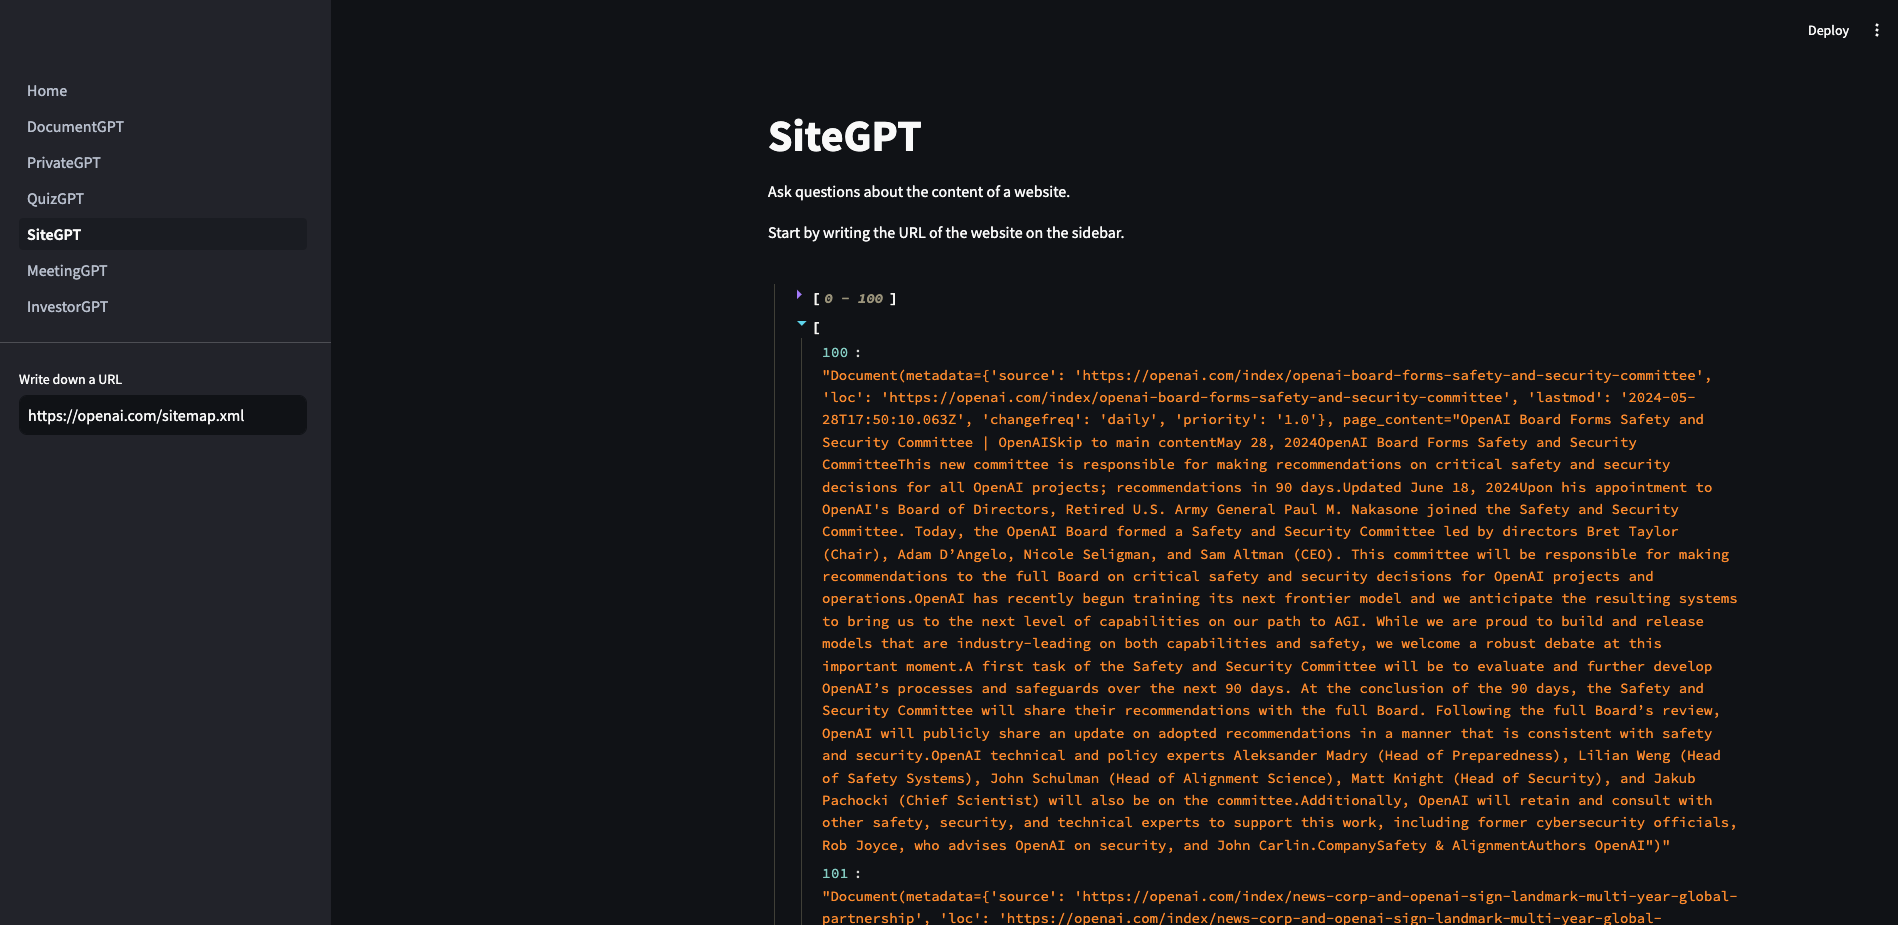 Deploy
Home
DocumentGPT
PrivateGPT
QuizGPT
SiteGPT
MeetingGPT
InvestorGPT
Write down a URL
https://openai.com/sitemap.xml
SiteGPT
Ask questions about the content of a website.
Start by writing the URL of the website on the sidebar.
[ 0 – 100 ]
[
100 :
"Document(metadata={'source': 'https://openai.com/index/openai-board-forms-safety-and-security-committee',
'loc': 'https://openai.com/index/openai-board-forms-safety-and-security-committee', 'lastmod': '2024-05-
28T17:50:10.063Z', 'changefreq': 'daily', 'priority': '1.0'}, page_content="OpenAI Board Forms Safety and
Security Committee | OpenAISkip to main contentMay 28, 2024OpenAI Board Forms Safety and Security
CommitteeThis new committee is responsible for making recommendations on critical safety and security
decisions for all OpenAI projects; recommendations in 90 days.Updated June 18, 2024Upon his appointment to
OpenAI's Board of Directors, Retired U.S. Army General Paul M. Nakasone joined the Safety and Security
Committee. Today, the OpenAI Board formed a Safety and Security Committee led by directors Bret Taylor
(Chair), Adam D’Angelo, Nicole Seligman, and Sam Altman (CEO). This committee will be responsible for making
recommendations to the full Board on critical safety and security decisions for OpenAI projects and
operations.OpenAI has recently begun training its next frontier model and we anticipate the resulting systems
to bring us to the next level of capabilities on our path to AGI. While we are proud to build and release
models that are industry-leading on both capabilities and safety, we welcome a robust debate at this
important moment.A first task of the Safety and Security Committee will be to evaluate and further develop
OpenAI’s processes and safeguards over the next 90 days. At the conclusion of the 90 days, the Safety and
Security Committee will share their recommendations with the full Board. Following the full Board’s review,
OpenAI will publicly share an update on adopted recommendations in a manner that is consistent with safety
and security.OpenAI technical and policy experts Aleksander Madry (Head of Preparedness), Lilian Weng (Head
of Safety Systems), John Schulman (Head of Alignment Science), Matt Knight (Head of Security), and Jakub
Pachocki (Chief Scientist) will also be on the committee.Additionally, OpenAI will retain and consult with
other safety, security, and technical experts to support this work, including former cybersecurity officials,
Rob Joyce, who advises OpenAI on security, and John Carlin.CompanySafety & AlignmentAuthors OpenAI")"
101 :
"Document(metadata={'source': 'https://openai.com/index/news-corp-and-openai-sign-landmark-multi-year-global-
partnership', 'loc': 'https://openai.com/index/news-corp-and-openai-sign-landmark-multi-year-global-